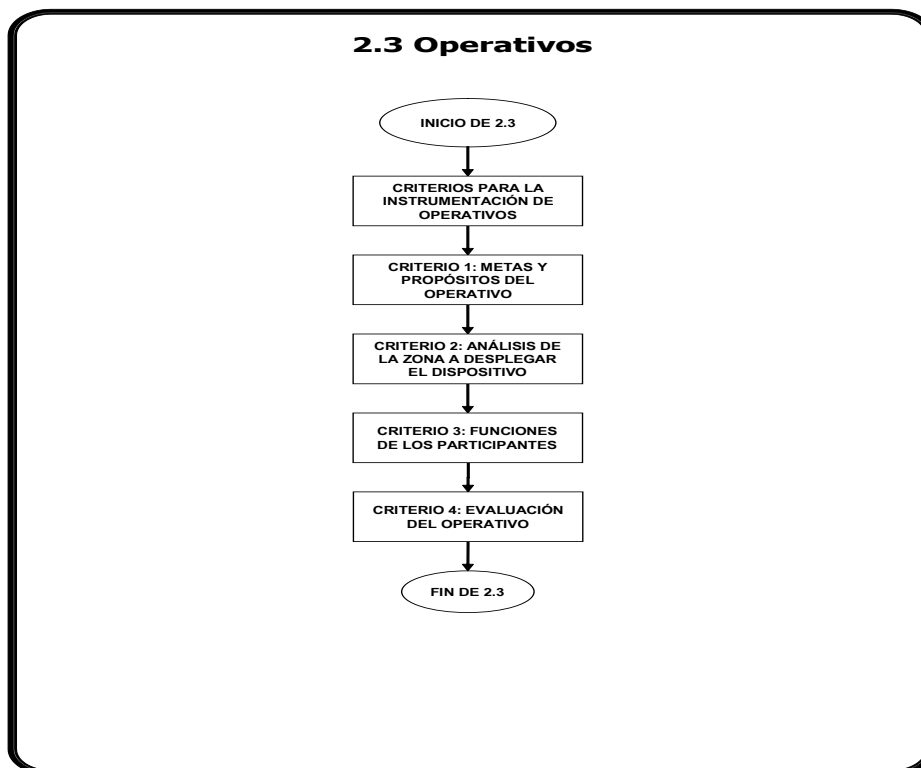 2.3 Operativos
INICIO DE 2.3
CRITERIOS PARA LA
INSTRUMENTACIÓN DE
OPERATIVOS
CRITERIO 1: METAS Y
PROPÓSITOS DEL
OPERATIVO
CRITERIO 2: ANÁLISIS DE
LA ZONA A DESPLEGAR
EL DISPOSITIVO
CRITERIO 3: FUNCIONES
DE LOS PARTICIPANTES
CRITERIO 4: EVALUACIÓN
DEL OPERATIVO
FIN DE 2.3